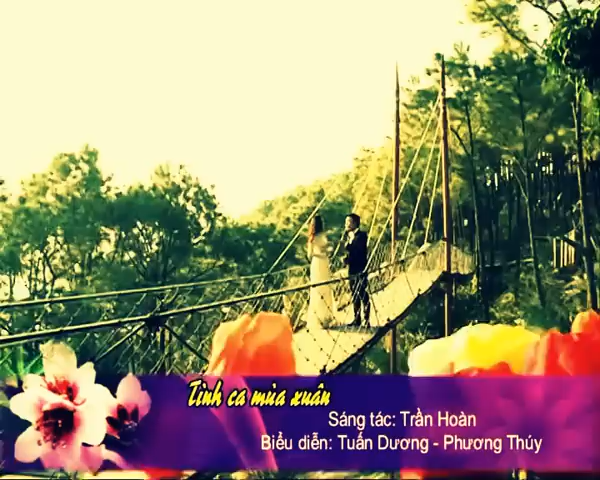 Tình ca mùa xuân
Sáng tác: Trần Hoàn
Biểu diễn: Tuấn Dương - Phương Thúy